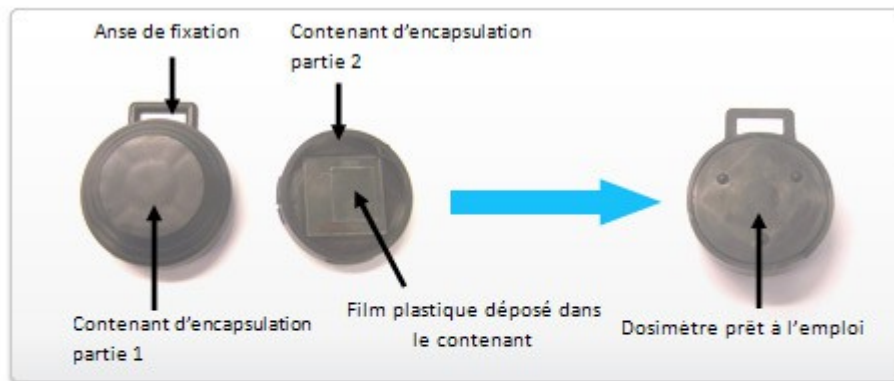 Anse de fixation
Contenant d'encapsulation
partie 2
Contenant d'encapsulation
partie 1
Film plastique déposé dans
le contenant
Dosimètre prêt à l'emploi